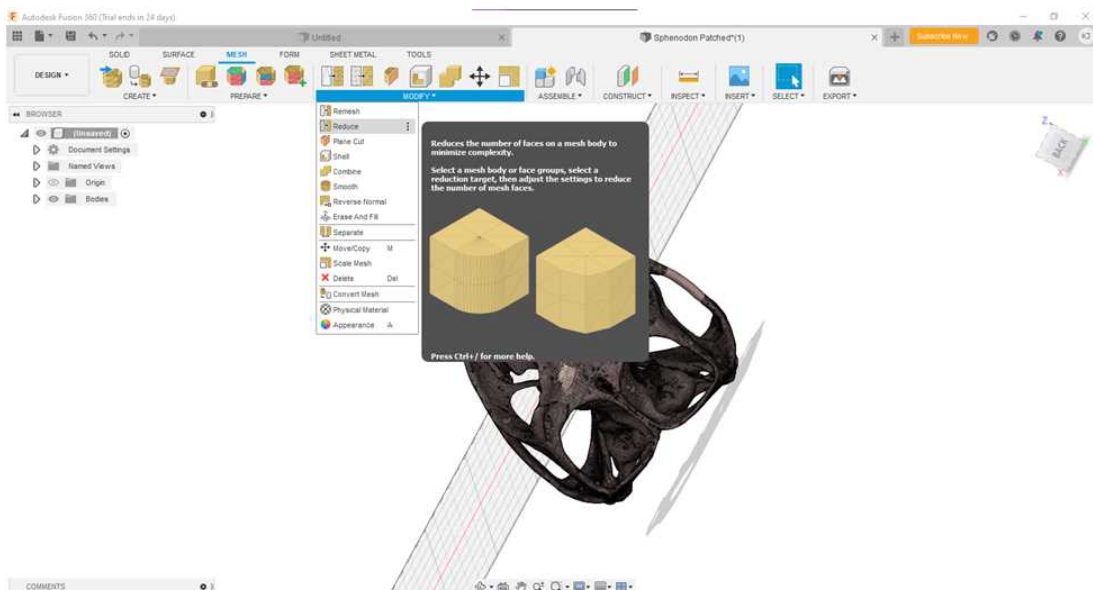 Autodesk Fusion 360 (Trial ends in 24 days)
Untitled
Sphenodon Patched*(1)
Subscribe Now
SOLID SURFACE MESH FORM SHEET METAL TOOLS
DESIGN
CREATE PREPARE MODIFY ASSEMBLE CONSTRUCT INSPECT INSERT SELECT EXPORT
BROWSER
(Unsaved)
Document Settings
Named Views
Origin
Bodies
Remesh
Reduce
Plane Cut
Shell
Combine
Smooth
Reverse Normal
Erase And Fill
Separate
Move/Copy M
Scale Mesh
Delete Del
Convert Mesh
Physical Material
Appearance A
Reduces the number of faces on a mesh body to
minimize complexity.
Select a mesh body or face groups, select a
reduction target, then adjust the settings to reduce
the number of mesh faces.
Press Ctrl+/ for more help.
Z
BACK
X
COMMENTS